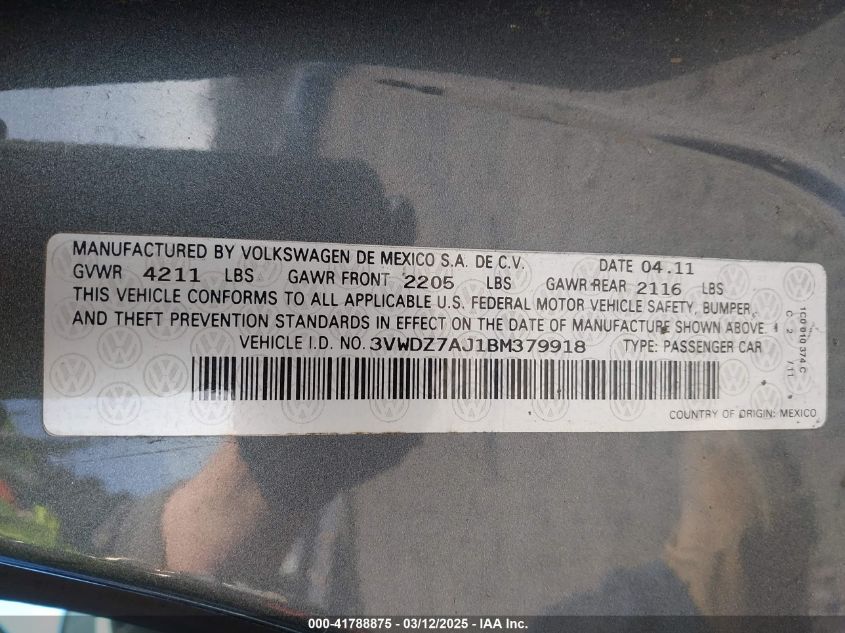 MANUFACTURED BY VOLKSWAGEN DE MEXICO S.A. DE C.V. DATE 04.11
GVWR 4211 LBS GAWR FRONT 2205 LBS GAWR REAR 2116 LBS
THIS VEHICLE CONFORMS TO ALL APPLICABLE U.S. FEDERAL MOTOR VEHICLE SAFETY, BUMPER,
AND THEFT PREVENTION STANDARDS IN EFFECT ON THE DATE OF MANUFACTURE SHOWN ABOVE.
VEHICLE I.D. NO. 3VWDZ7AJ1BM379918 TYPE: PASSENGER CAR
COUNTRY OF ORIGIN: MEXICO
1C0 010 374 C
000-41788875 - 03/12/2025 - IAA Inc.